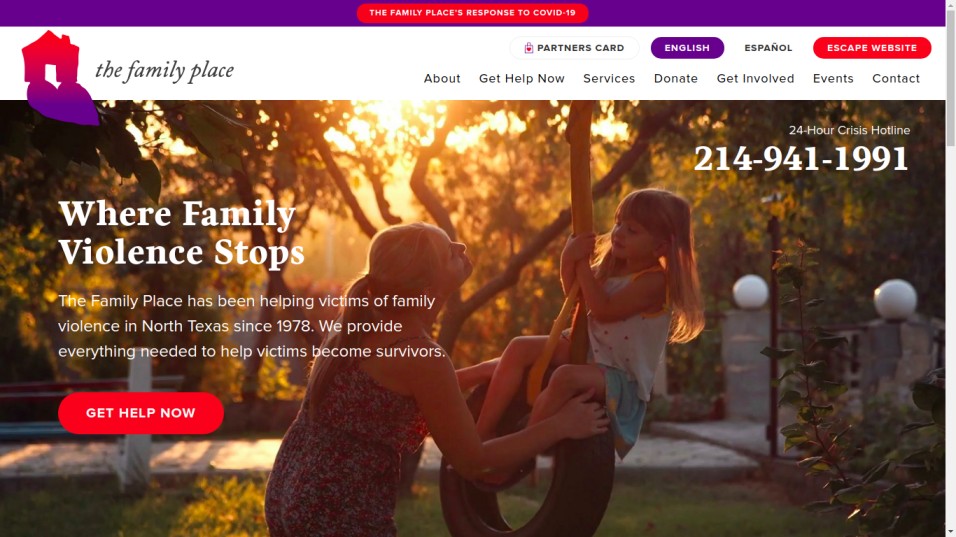 THE FAMILY PLACE'S RESPONSE TO COVID-19
the family place
PARTNERS CARD
ENGLISH
ESPAÑOL
ESCAPE WEBSITE
About
Get Help Now
Services
Donate
Get Involved
Events
Contact
24-Hour Crisis Hotline
214-941-1991
Where Family
Violence Stops
The Family Place has been helping victims of family
violence in North Texas since 1978. We provide
everything needed to help victims become survivors.
GET HELP NOW